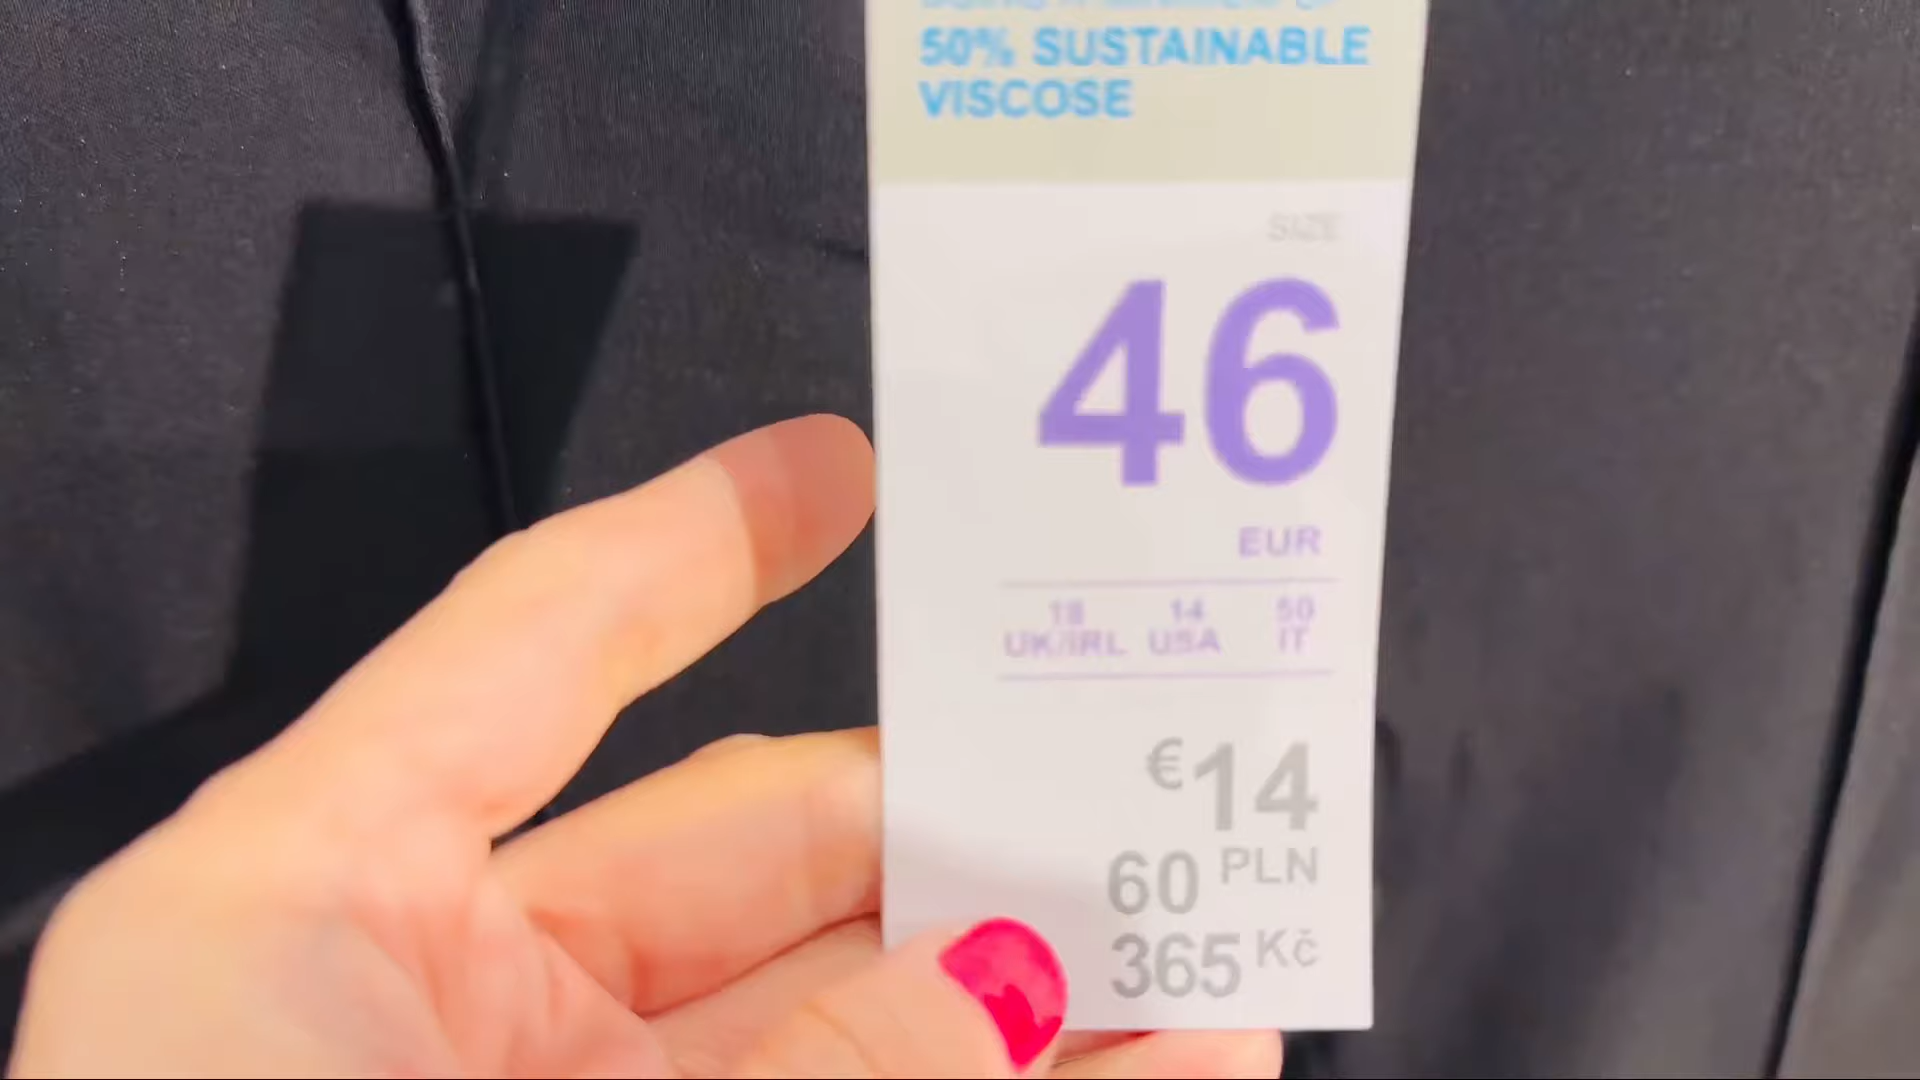 50% SUSTAINABLE
VISCOSE
SIZE
46
EUR
18 14 50
UK/IRL USA IT
€14
60 PLN
365 Kč